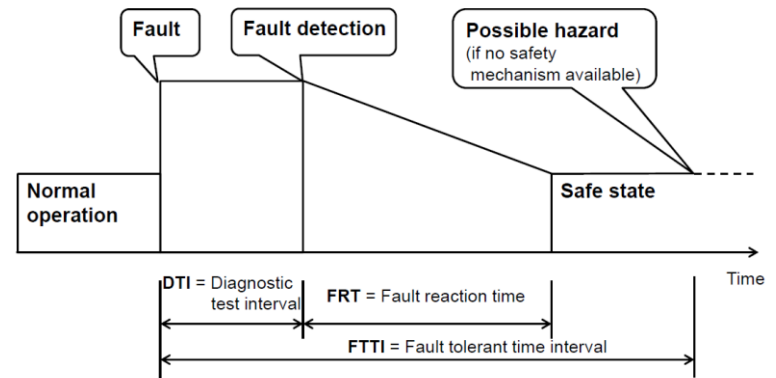 Fault
Fault detection
Possible hazard
(if no safety
mechanism available)
Normal
operation
Safe state
Time
DTI = Diagnostic
test interval
FRT = Fault reaction time
FTTI = Fault tolerant time interval